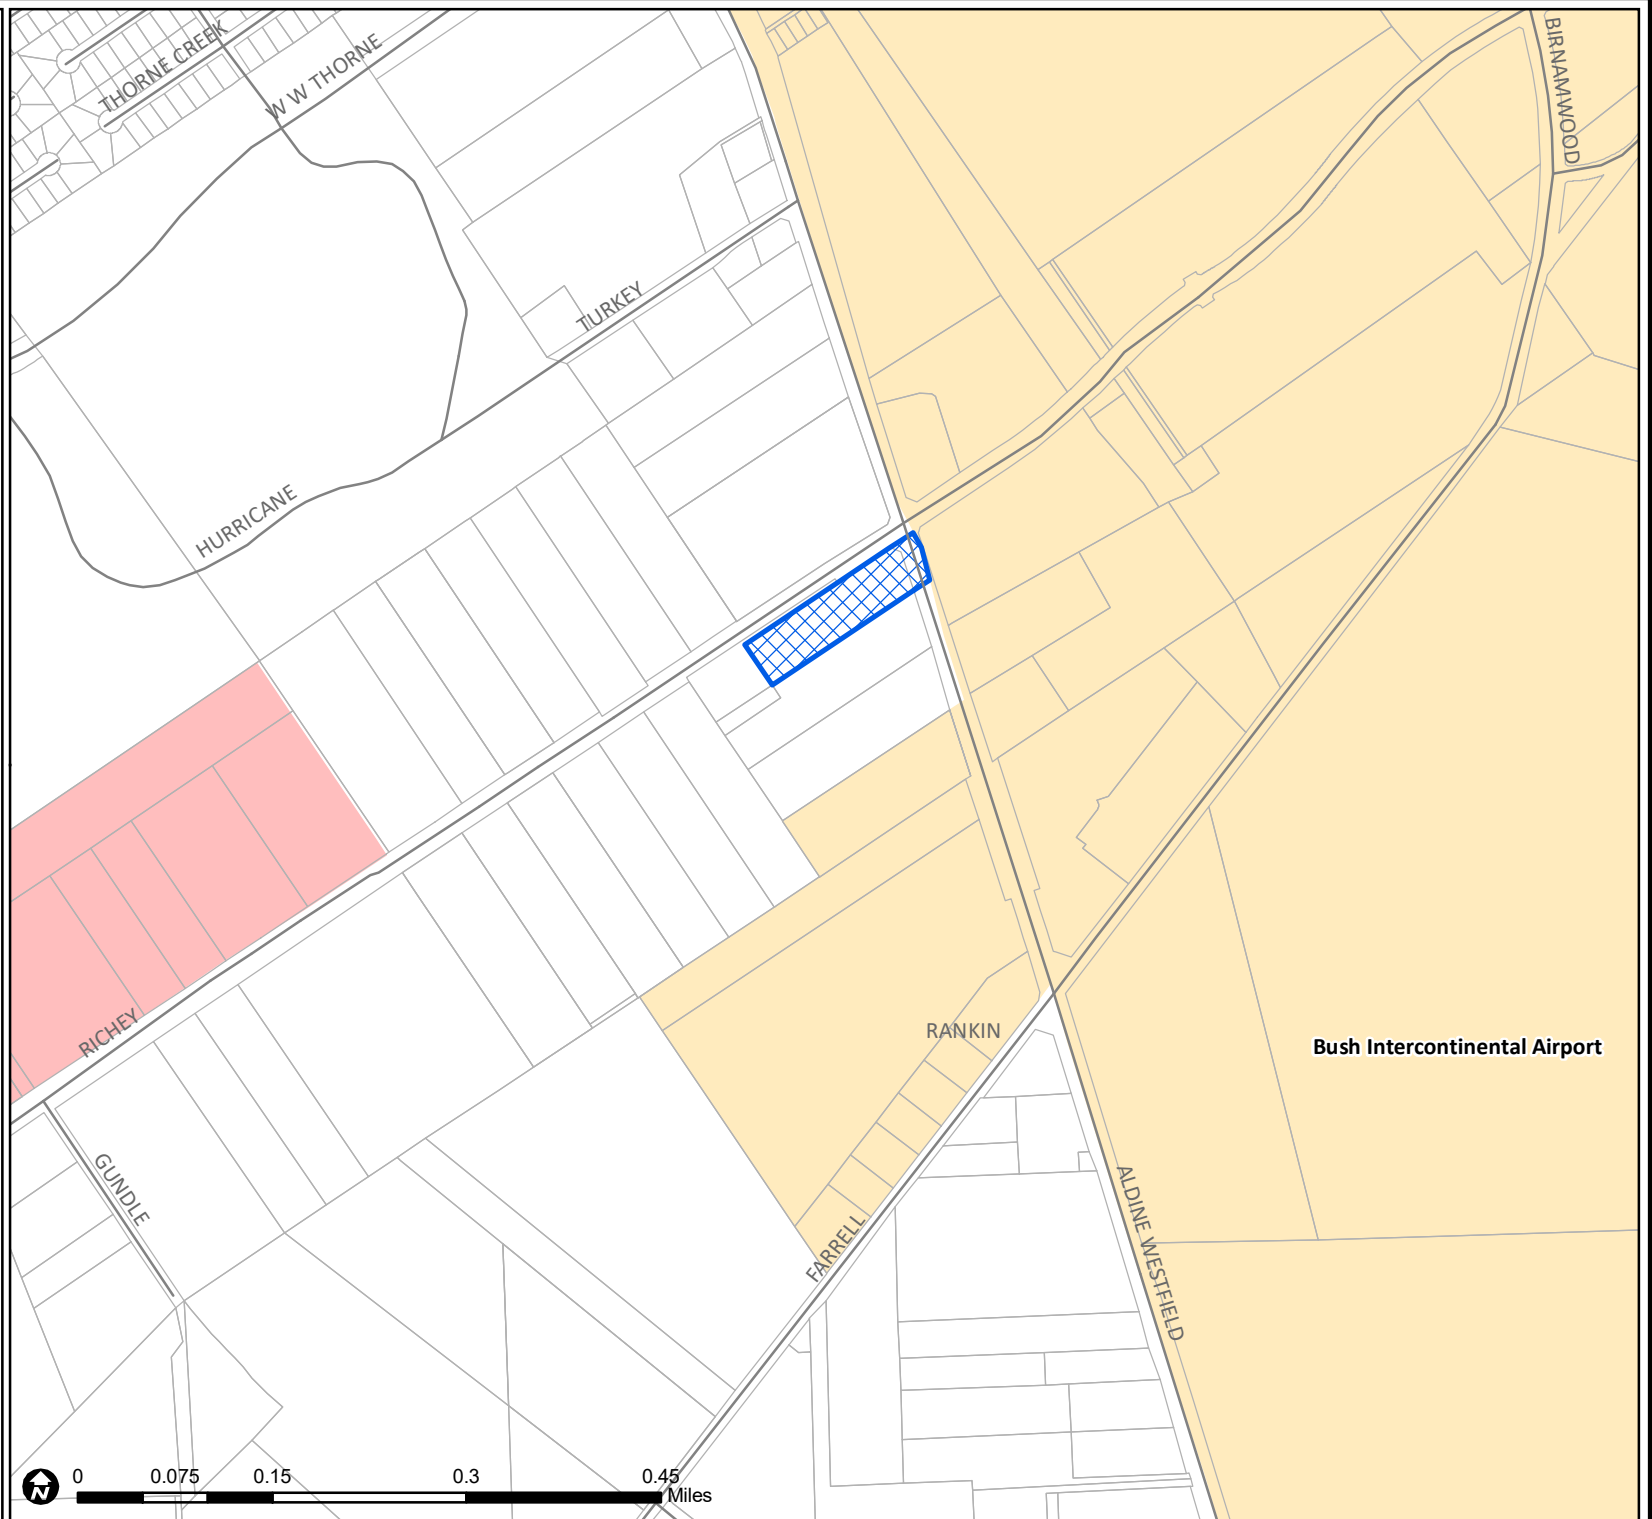 THORNE CREEK
W W THORNE
BIRNAMWOOD
TURKEY
HURRICANE
RICHEY
RANKIN
Bush Intercontinental Airport
GUNDLE
FARRELL
ALDINE WESTFIELD
N
0 0.075 0.15 0.3 0.45
Miles